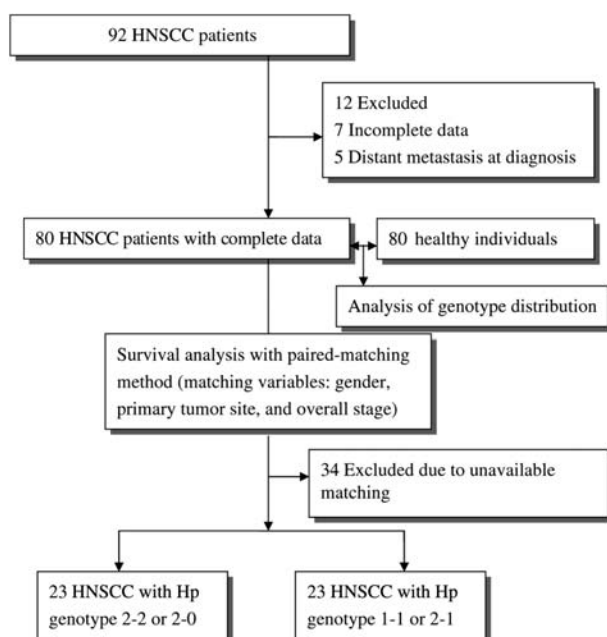 92 HNSCC patients
12 Excluded
7 Incomplete data
5 Distant metastasis at diagnosis
80 HNSCC patients with complete data
80 healthy individuals
Analysis of genotype distribution
Survival analysis with paired-matching
method (matching variables: gender,
primary tumor site, and overall stage)
34 Excluded due to unavailable
matching
23 HNSCC with Hp
genotype 2-2 or 2-0
23 HNSCC with Hp
genotype 1-1 or 2-1